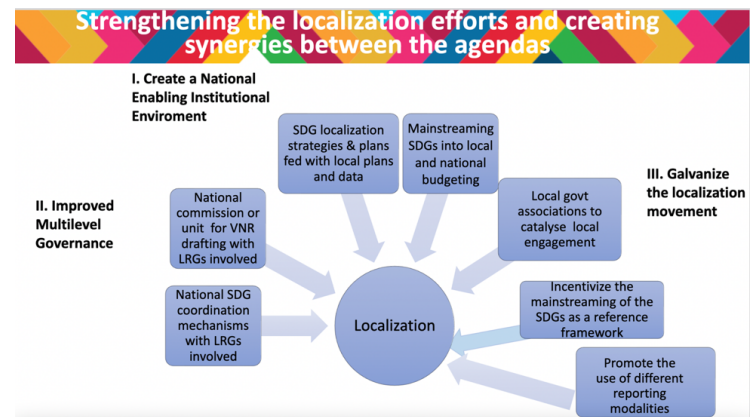 Strengthening the localization efforts and creating
synergies between the agendas
I. Create a National
Enabling Institutional
Enviroment
SDG localization
strategies & plans
fed with local plans
and data
Mainstreaming
SDGs into local
and national
budgeting
III. Galvanize
the localization
movement
II. Improved
Multilevel
Governance
National
commission or
unit for VNR
drafting with
LRGs involved
Local govt
associations to
catalyse local
engagement
National SDG
coordination
mechanisms
with LRGs
involved
Localization
Incentivize the
mainstreaming of the
SDGs as a reference
framework
Promote the
use of different
reporting
modalities